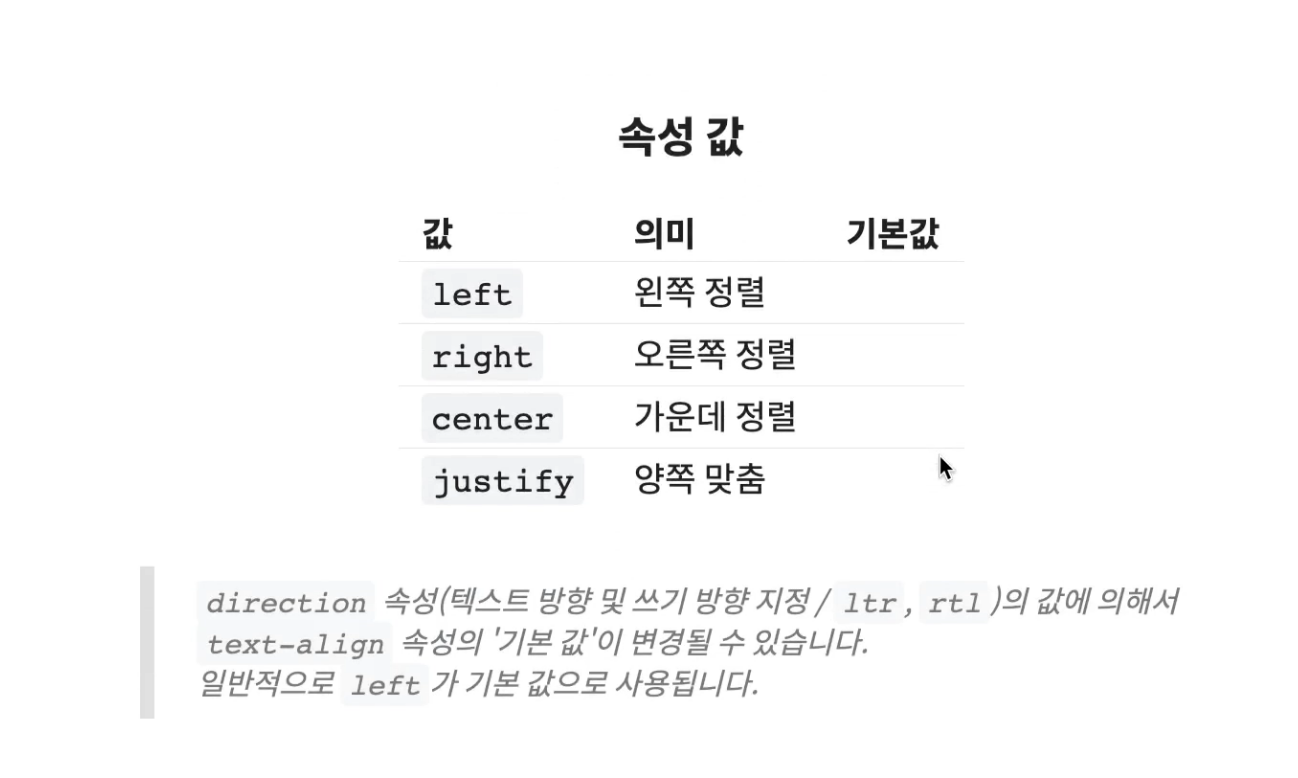 속성 값
값 의미 기본값
left 왼쪽 정렬
right 오른쪽 정렬
center 가운데 정렬
justify 양쪽 맞춤
direction 속성(텍스트 방향 및 쓰기 방향 지정 / ltr, rtl)의 값에 의해서
text-align 속성의 '기본 값'이 변경될 수 있습니다.
일반적으로 left가 기본 값으로 사용됩니다.